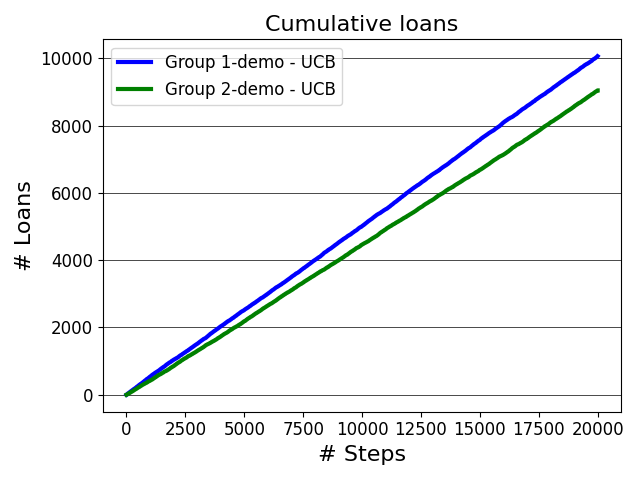 Cumulative loans
Group 1-demo - UCB
Group 2-demo - UCB
# Loans
10000
8000
6000
4000
2000
0
0 2500 5000 7500 10000 12500 15000 17500 20000
# Steps